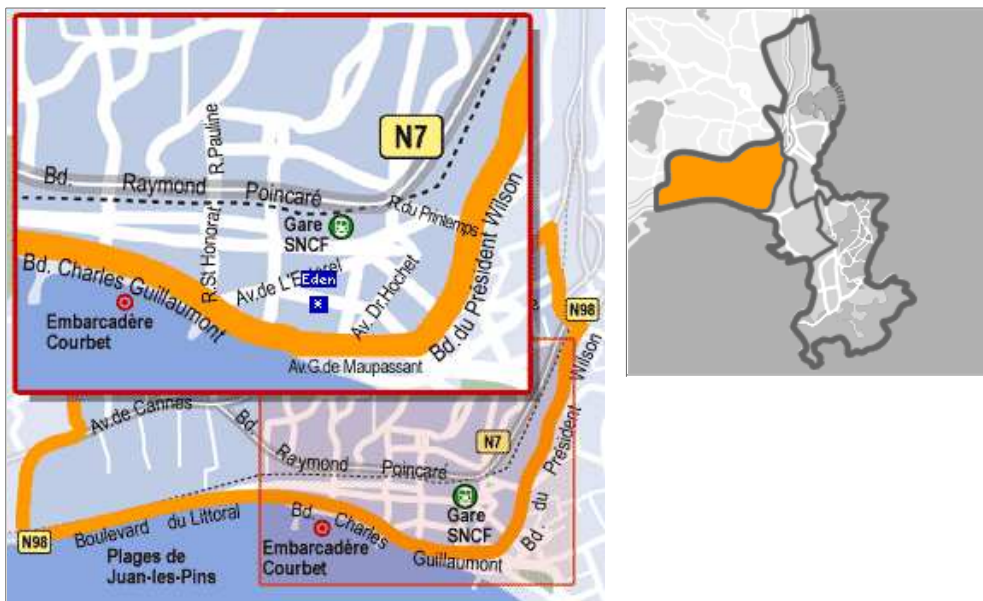 N7
R.Pauline
Bd. Raymond Poincaré
R.du Printemps
Gare
SNCF
R.St Honorat
Bd. Charles Guillaumont
Av.de L'E
Eden
*
Av. Dr.Hochet
Bd. du Président Wilson
Embarcadère
Courbet
Av.G.de Maupassant
N98
Av.de Cannes
Bd. Raymond Poincaré
N7
Bd. du Président Wilson
Gare
SNCF
N98
Boulevard du Littoral
Bd. Charles Guillaumont
Embarcadère
Courbet
Plages de
Juan-les-Pins